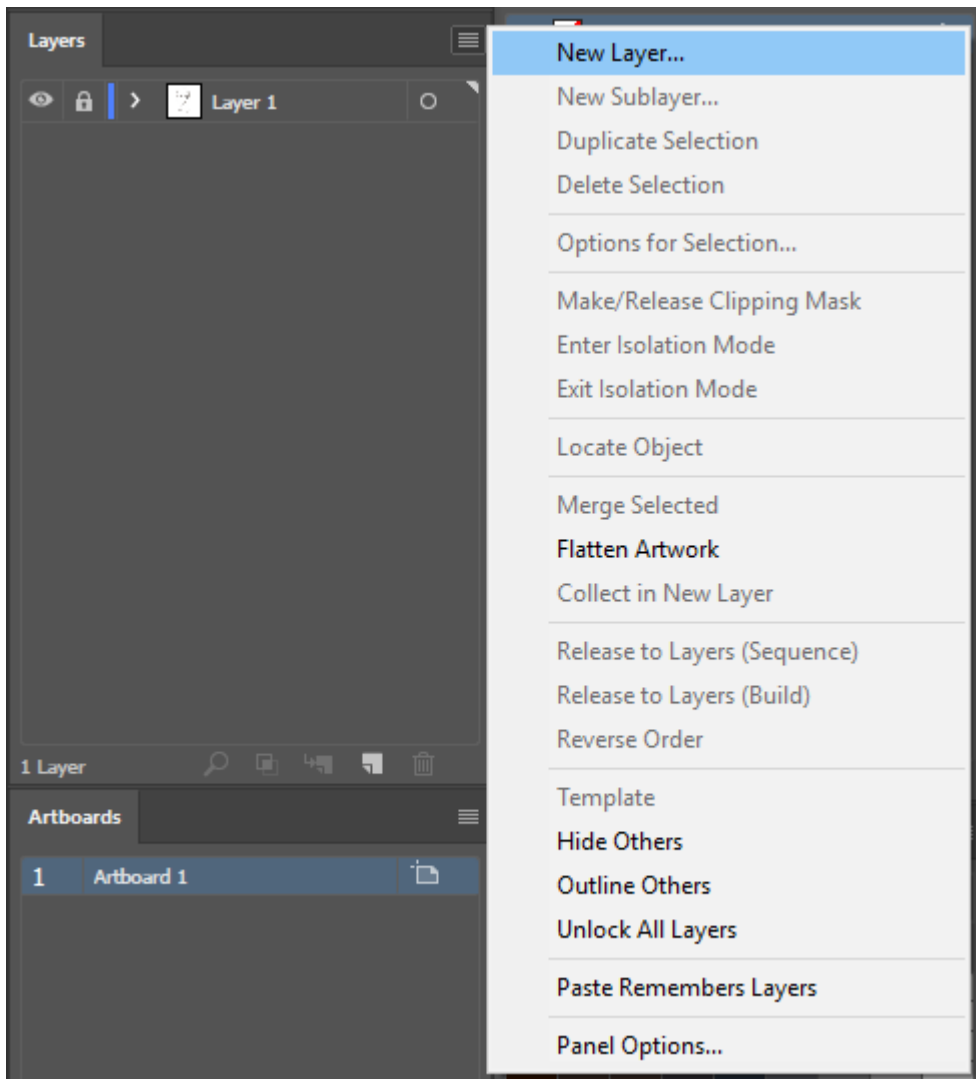 Layers
Layer 1
1 Layer
Artboards
1 Artboard 1
New Layer...
New Sublayer...
Duplicate Selection
Delete Selection
Options for Selection...
Make/Release Clipping Mask
Enter Isolation Mode
Exit Isolation Mode
Locate Object
Merge Selected
Flatten Artwork
Collect in New Layer
Release to Layers (Sequence)
Release to Layers (Build)
Reverse Order
Template
Hide Others
Outline Others
Unlock All Layers
Paste Remembers Layers
Panel Options...